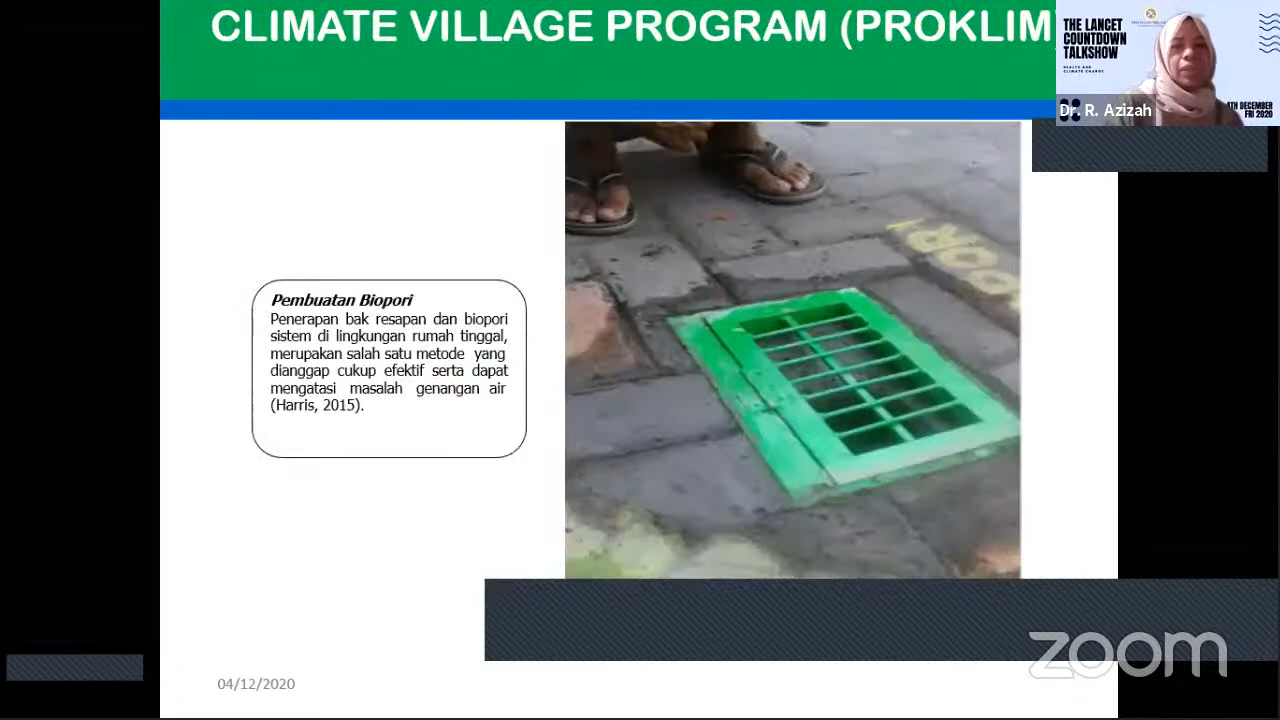 CLIMATE VILLAGE PROGRAM (PROKLIM)
THE LANCET
COUNTDOWN
TALKSHOW
HEALTH AND
CLIMATE CHANGE
Dr. R. Azizah
4TH DECEMBER
FRI 2020
Pembuatan Biopori
Penerapan bak resapan dan biopori
sistem di lingkungan rumah tinggal,
merupakan salah satu metode yang
dianggap cukup efektif serta dapat
mengatasi masalah genangan air
(Harris, 2015).
zoom
04/12/2020